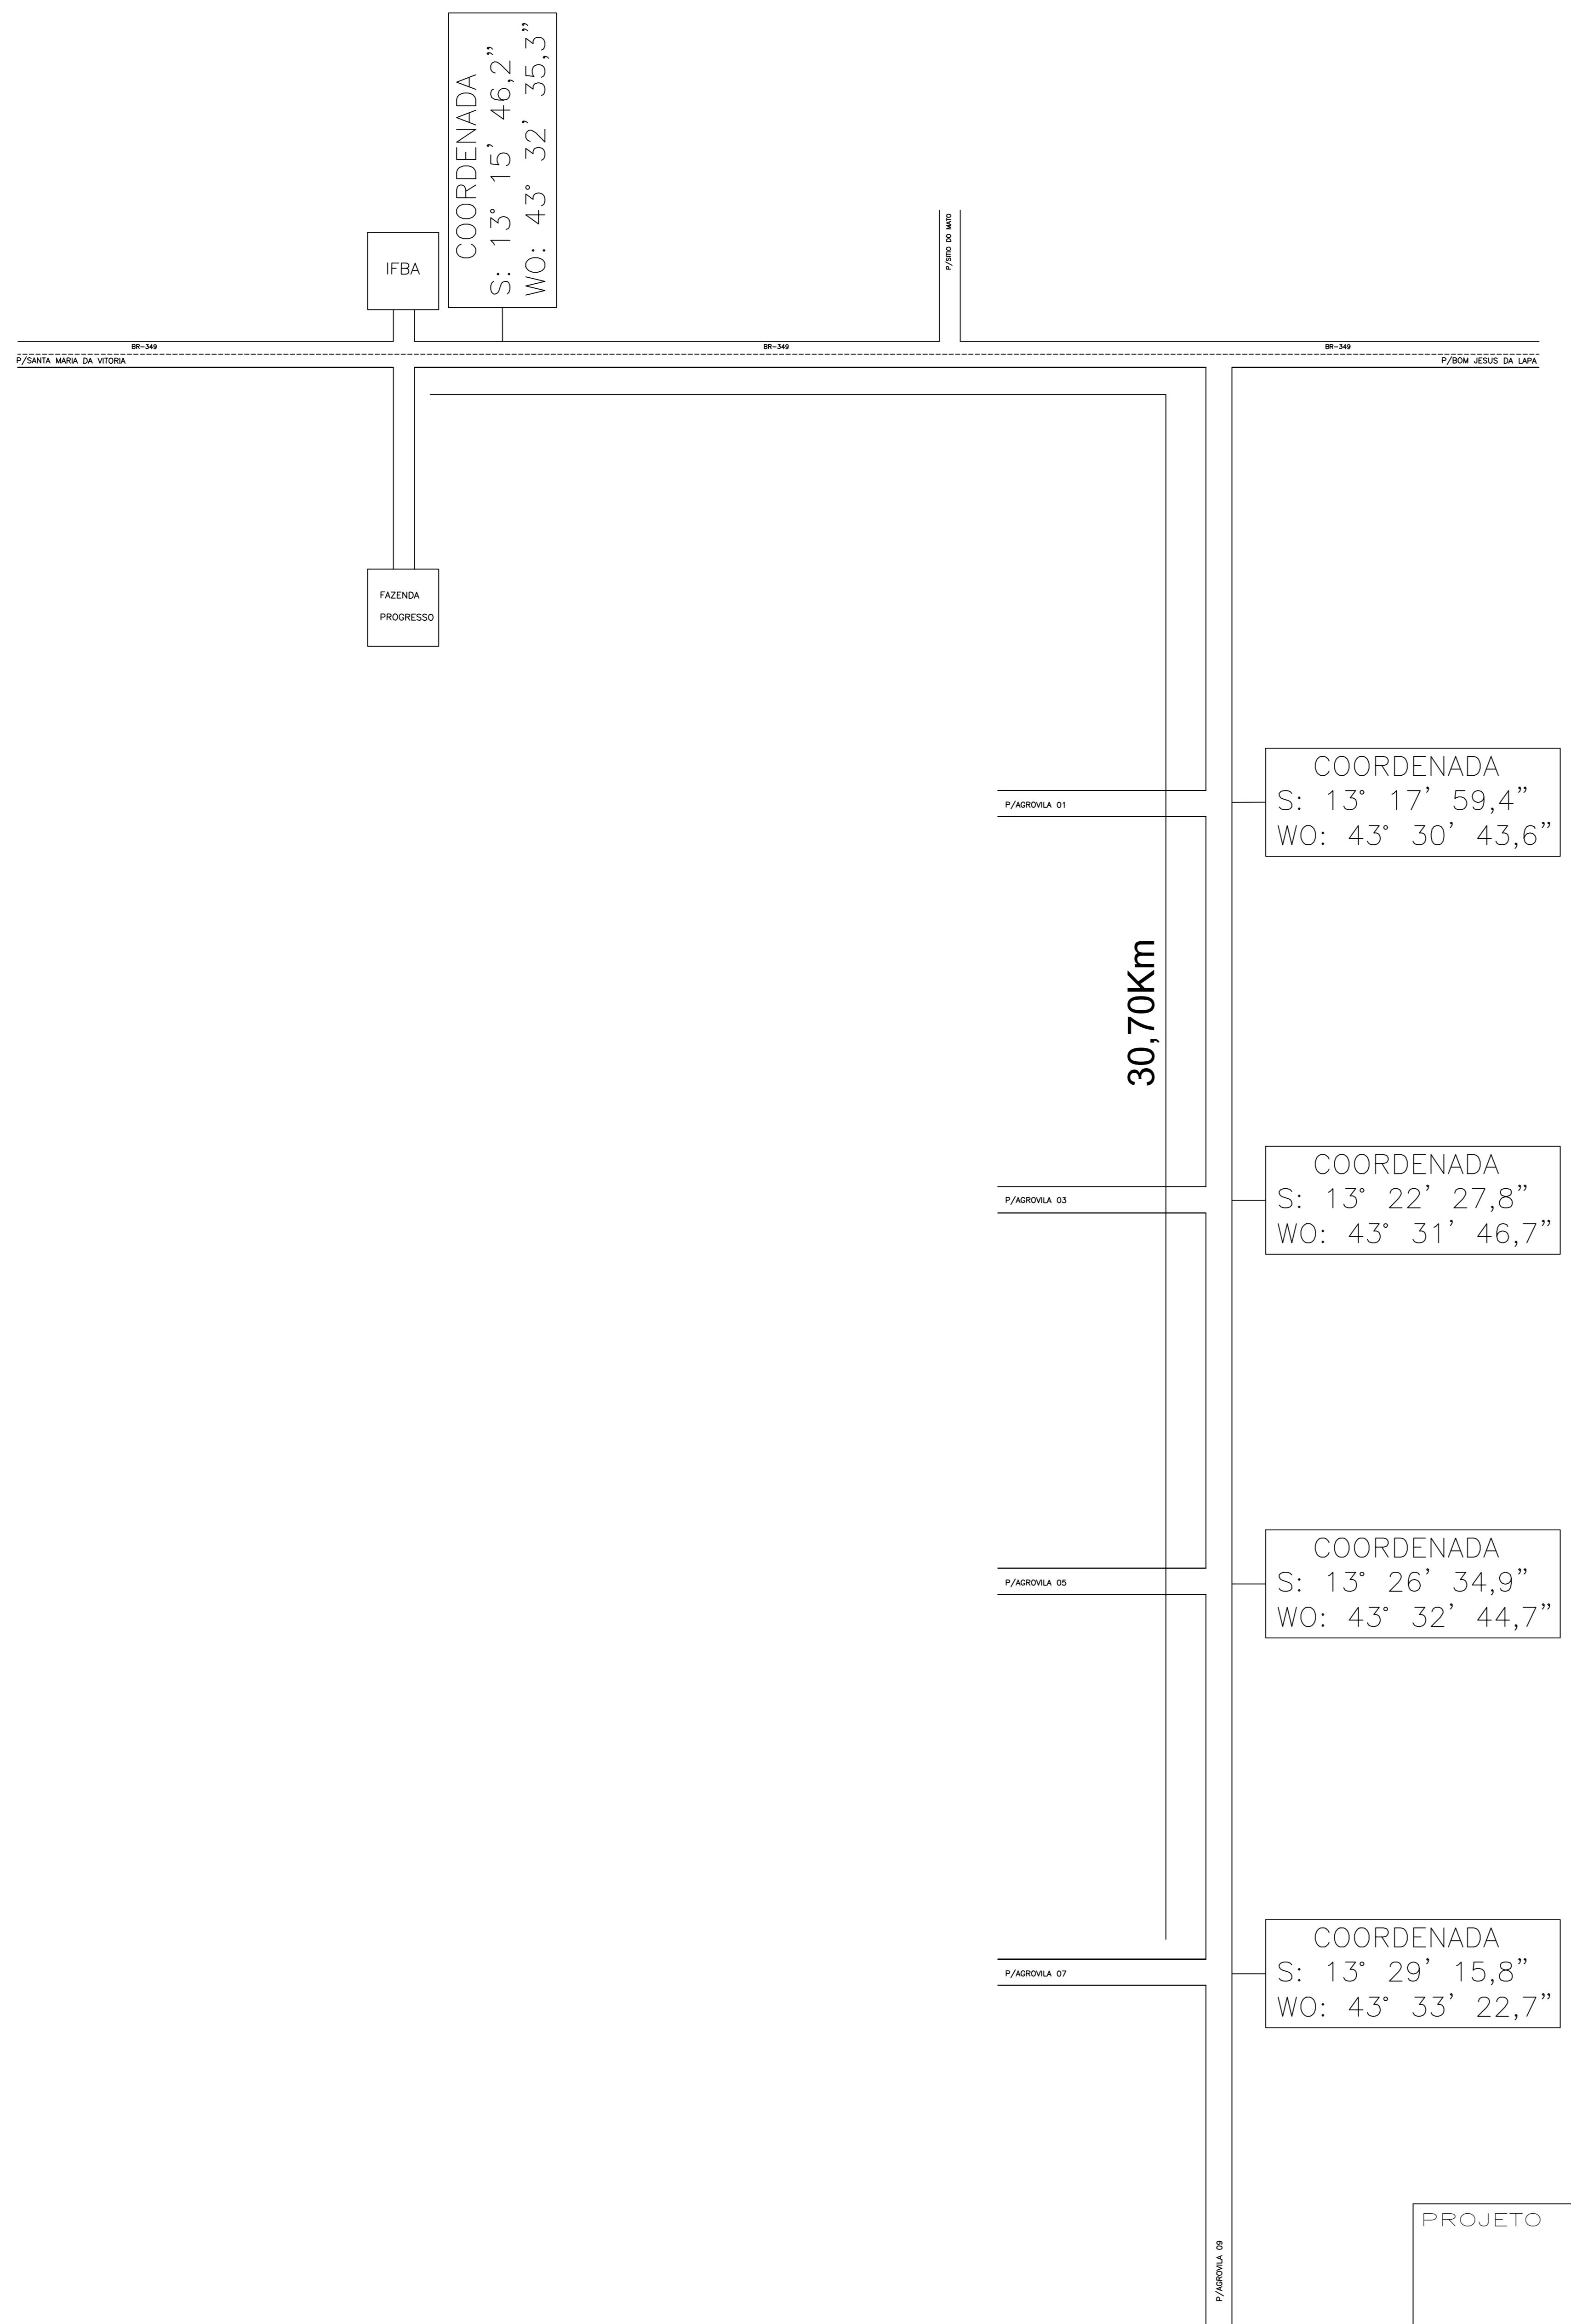 COORDENADA
S: 13° 15' 46,2"
WO: 43° 32' 35,3"
IFBA
P/SITIO DO MATO
BR-349
BR-349
BR-349
P/SANTA MARIA DA VITORIA
P/BOM JESUS DA LAPA
FAZENDA
PROGRESSO
COORDENADA
S: 13° 17' 59,4"
WO: 43° 30' 43,6"
P/AGROVILA 01
30,70Km
COORDENADA
S: 13° 22' 27,8"
WO: 43° 31' 46,7"
P/AGROVILA 03
COORDENADA
S: 13° 26' 34,9"
WO: 43° 32' 44,7"
P/AGROVILA 05
COORDENADA
S: 13° 29' 15,8"
WO: 43° 33' 22,7"
P/AGROVILA 07
PROJETO
P/AGROVILA 09